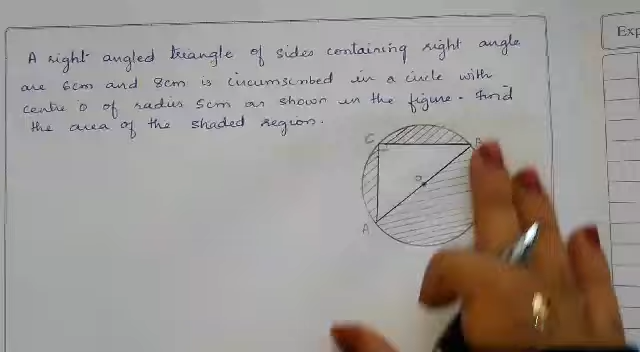 A right angled triangle of sides containing right angle
are 6cm and 8cm is circumscribed in a circle with
centre O of radius 5cm as shown in the figure. Find
the area of the shaded region.
C B
O
A
Exp